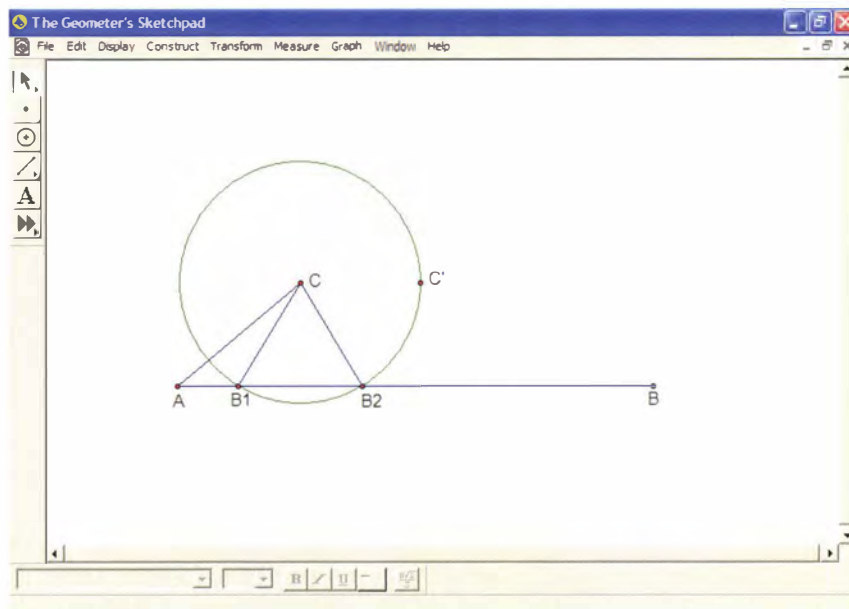 The Geometer's Sketchpad
File Edit Display Construct Transform Measure Graph Window Help
A
C
C'
A B1 B2 B
B I U